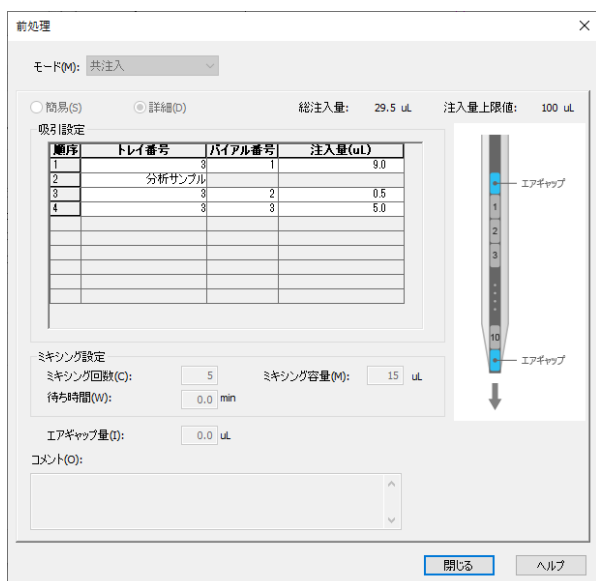 前処理
モード(M): 共注入
簡易(S) 詳細(D) 総注入量: 29.5 uL 注入量上限値: 100 uL
吸引設定
順序 トレイ番号 バイアル番号 注入量(uL)
1 3 1 9.0
2 分析サンプル
3 3 2 0.5
4 3 3 5.0
エアギャップ
1
2
3
10
エアギャップ
ミキシング設定
ミキシング回数(C): 5 ミキシング容量(M): 15 uL
待ち時間(W): 0.0 min
エアギャップ量(I): 0.0 uL
コメント(O):
閉じる ヘルプ